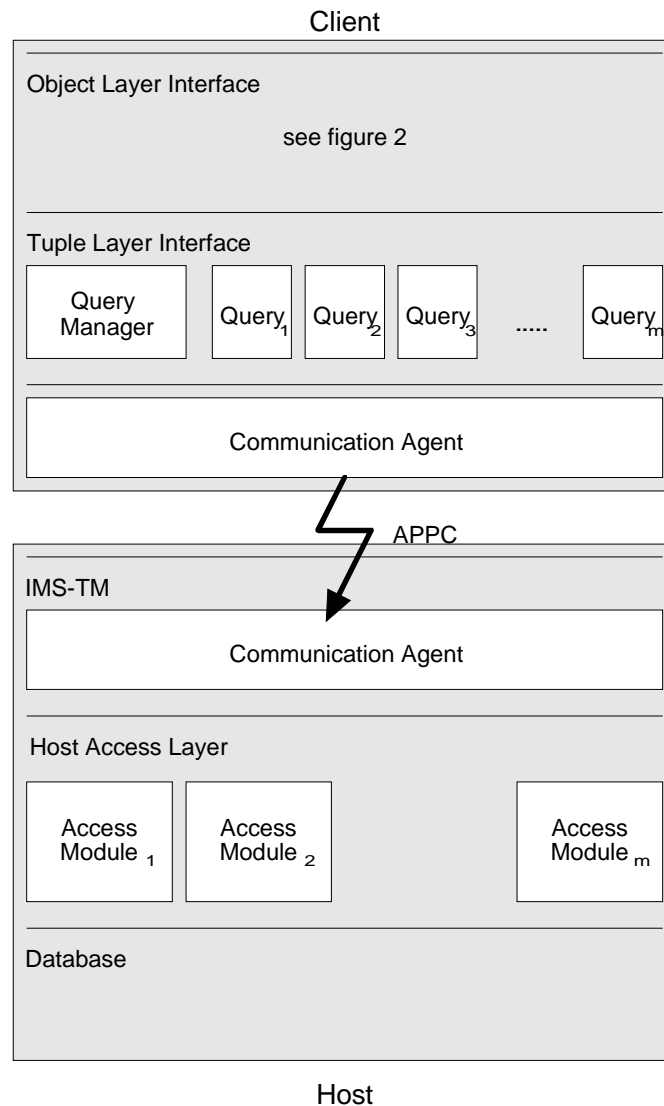 Client
Object Layer Interface
see figure 2
Tuple Layer Interface
Query
Manager
Query1 Query2 Query3 ..... Querym
Communication Agent
APPC
IMS-TM
Communication Agent
Host Access Layer
Access
Module 1
Access
Module 2
Access
Module m
Database
Host